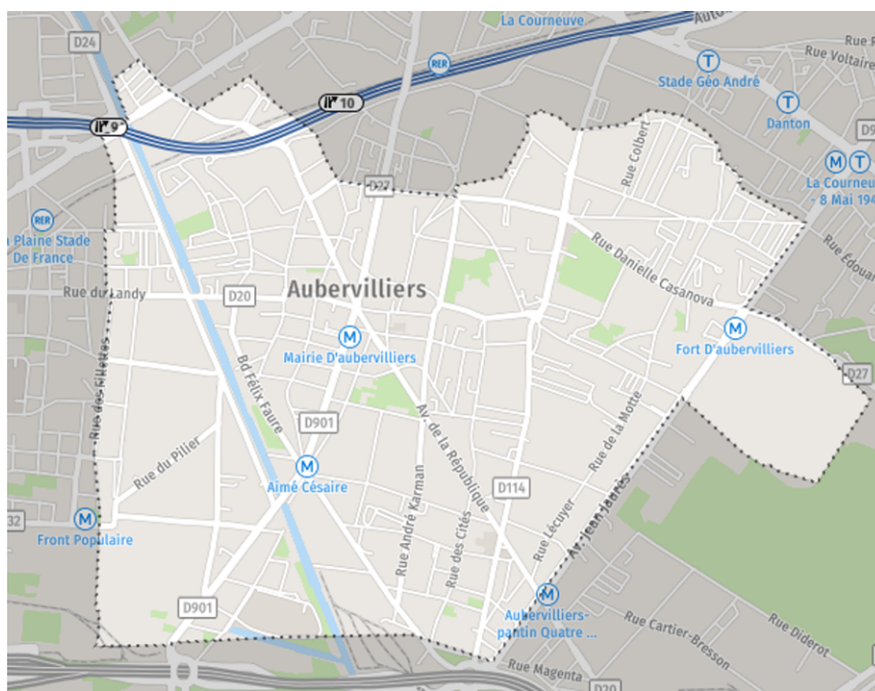 La Courneuve
D24
RER
T
Rue Voltaire
Stade Géo André
10
T
9
Danton
M T
La Courneuve
- 8 Mai 194
D27
Rue Colbert
RER
Plaine Stade
De France
Rue Danielle Casanova
Rue du Landy
D20
Aubervilliers
M
Mairie D'aubervilliers
M
Fort D'aubervilliers
D27
Rue des Fillettes
Bd Félix Faure
D901
Av. de la République
Rue de la Motte
Rue du Pilier
M
Aimé Césaire
Rue André Karman
D114
Rue des Cités
Rue Lécuyer
Av. Jean Jaurès
32
M
Front Populaire
D901
M
Aubervilliers-
pantin Quatre ...
Rue Cartier-Bresson
Rue Diderot
Rue Magenta
D20